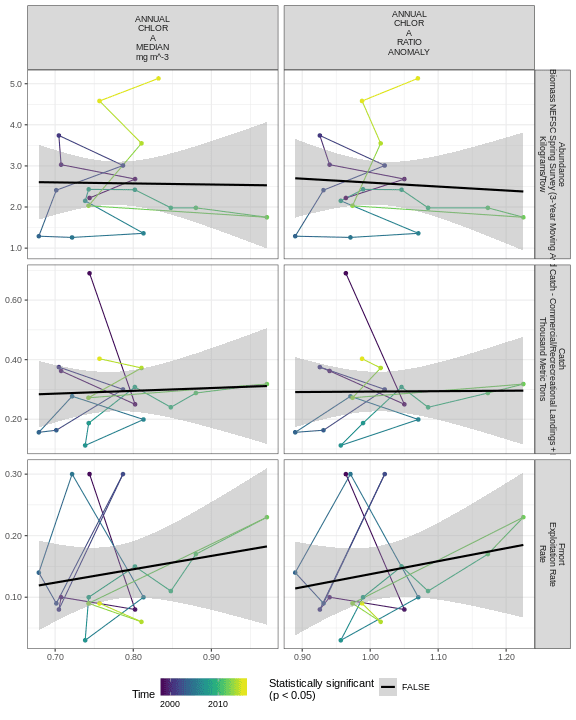 ANNUAL
CHLOR
A
MEDIAN
mg m^-3
ANNUAL
CHLOR
A
RATIO
ANOMALY
5.0
4.0
3.0
2.0
1.0
Abundance
Biomass NEFSC Spring Survey (3-Year Moving
Kilograms/tow
0.60
0.40
0.20
Catch
Catch - Commercial/Recreational Landings +
Thousand Metric Tons
0.30
0.20
0.10
Fmort
Exploitation Rate
Rate
0.70
0.80
0.90
0.90
1.00
1.10
1.20
Time
2000
2010
Statistically significant
(p < 0.05)
FALSE